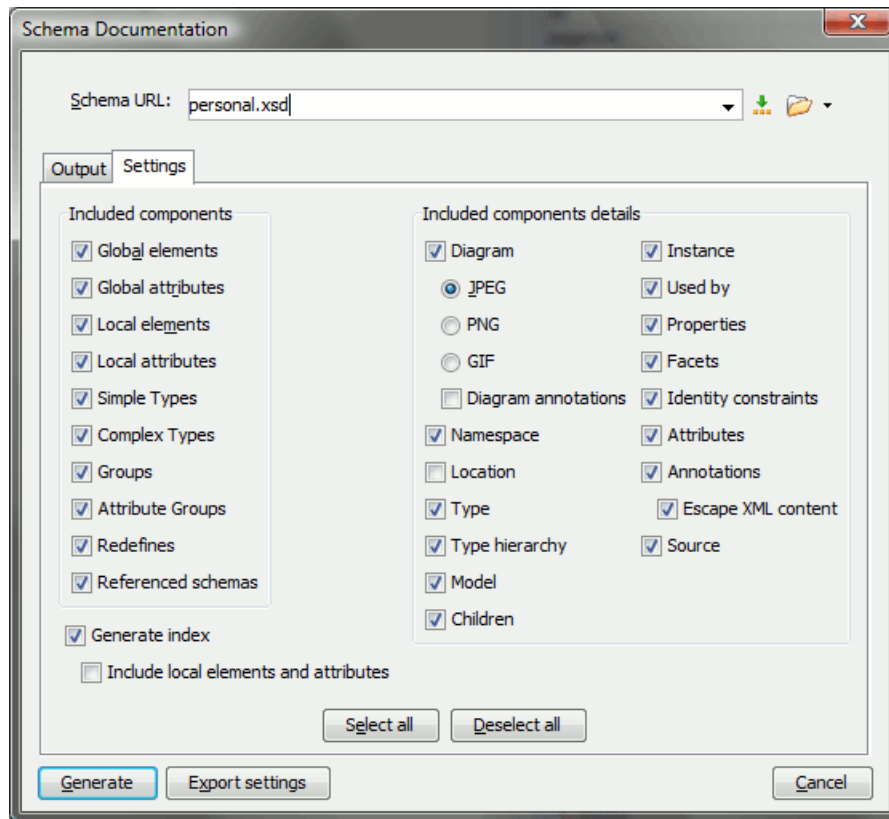 Schema Documentation
Schema URL: personal.xsd
Output Settings
Included components
Global elements
Global attributes
Local elements
Local attributes
Simple Types
Complex Types
Groups
Attribute Groups
Redefines
Referenced schemas
Generate index
Include local elements and attributes
Included components details
Diagram
JPEG
PNG
GIF
Diagram annotations
Namespace
Location
Type
Type hierarchy
Model
Children
Instance
Used by
Properties
Facets
Identity constraints
Attributes
Annotations
Escape XML content
Source
Select all Deselect all
Generate Export settings Cancel